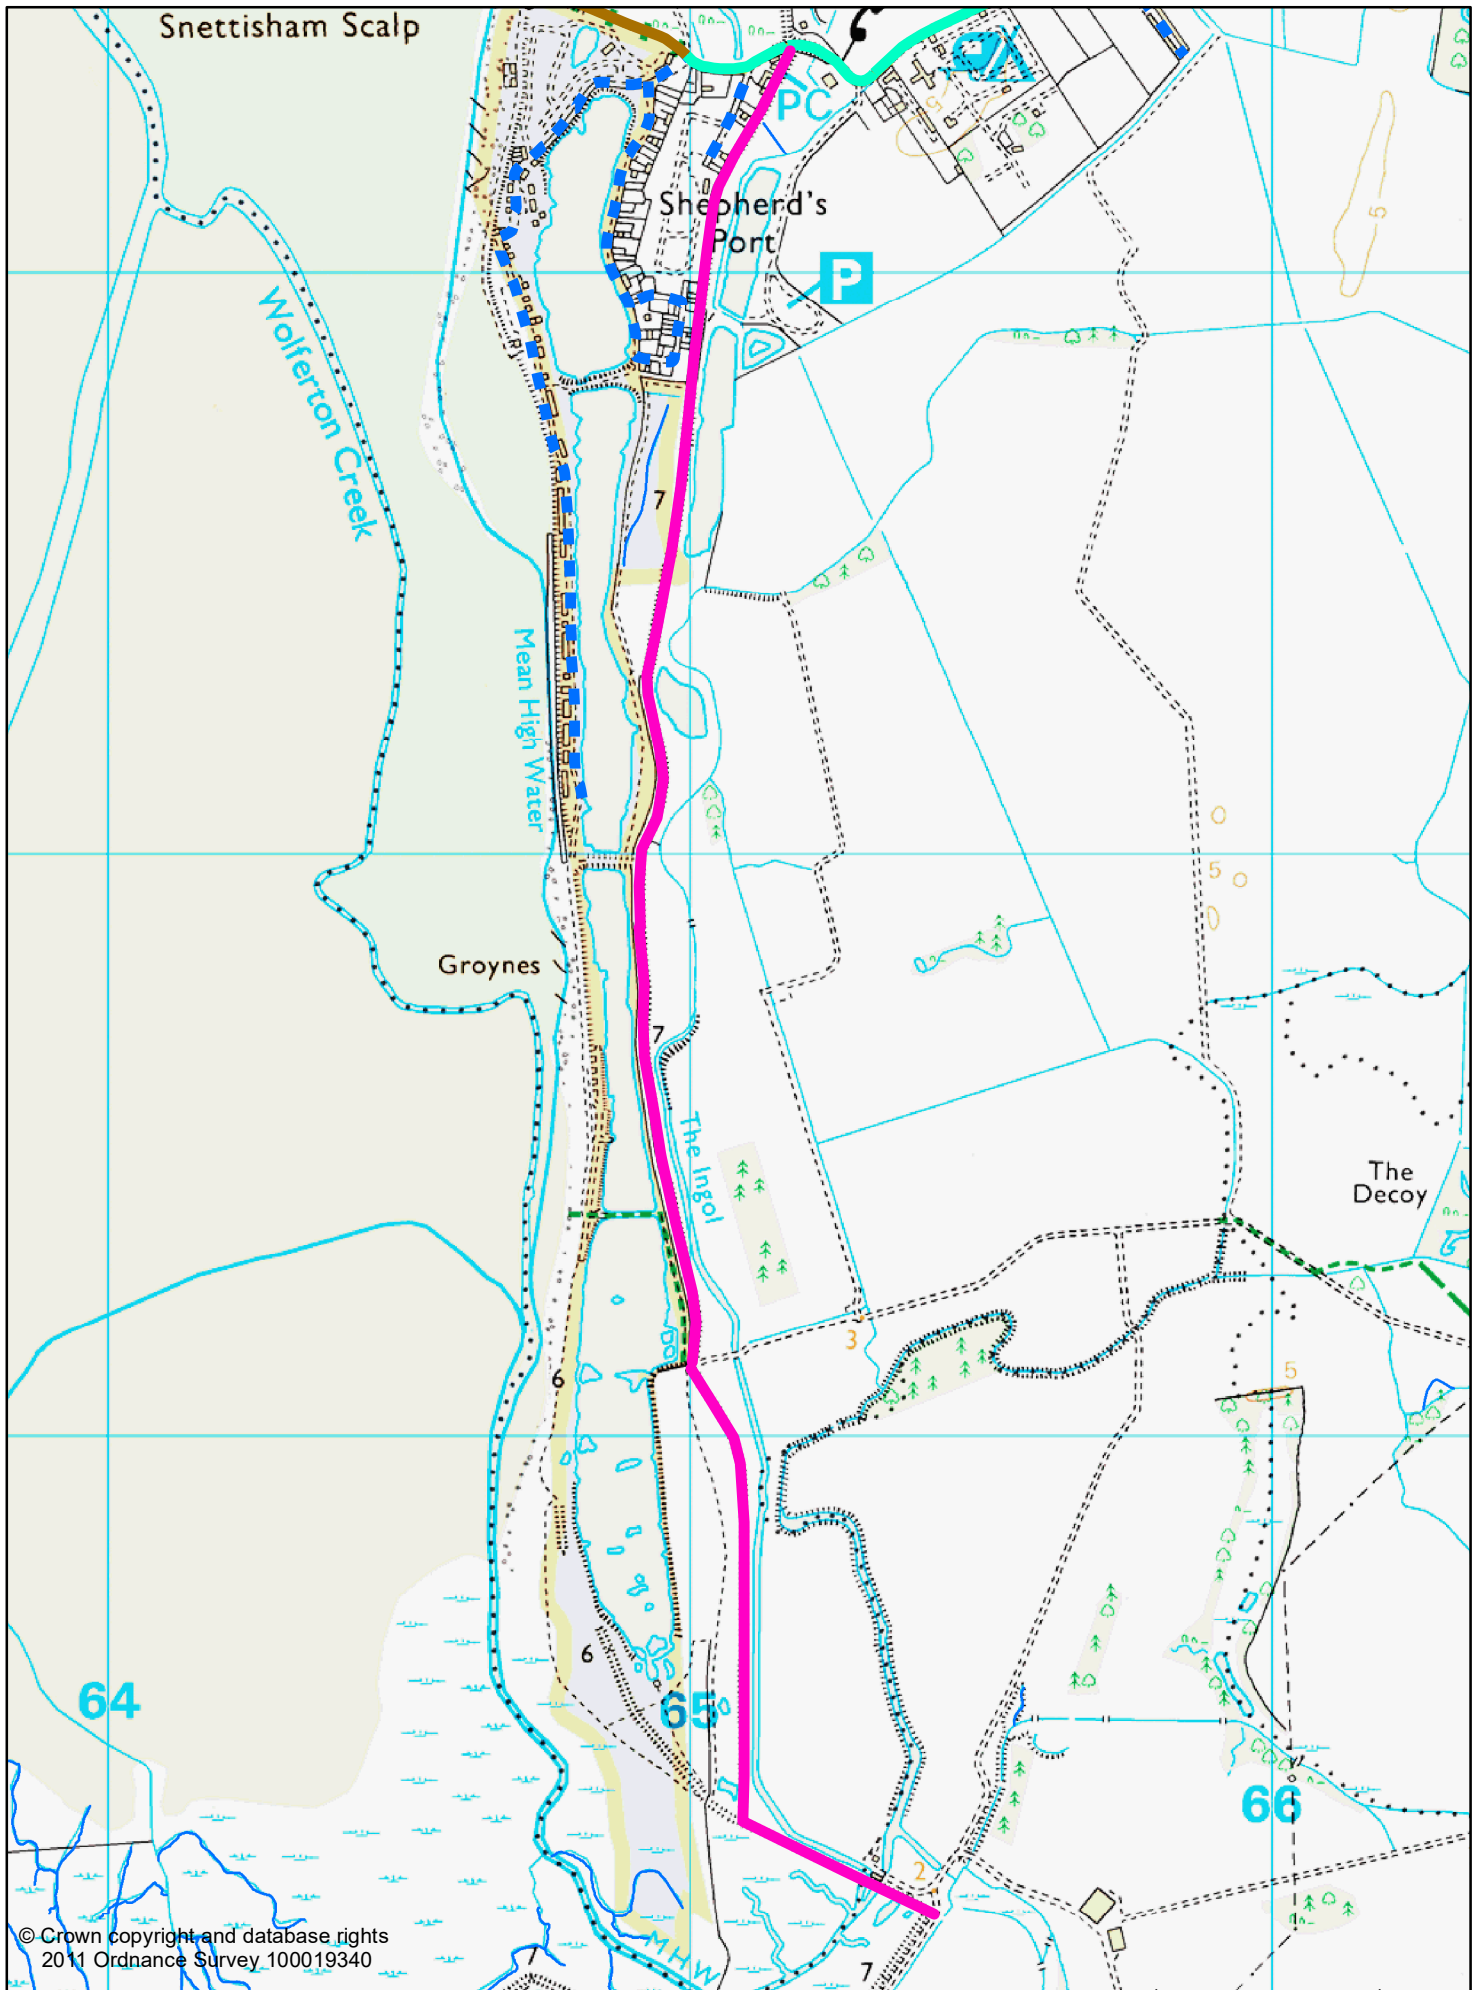 Snettisham Scalp
PC
5
Shepherd's
Port
5
P
Wolferton Creek
7
Mean High Water
5
Groynes
7
The Ingol
The
Decoy
3
6
5
6
64
65
66
2
© Crown copyright and database rights
2011 Ordnance Survey 100019340
MHW
7
7